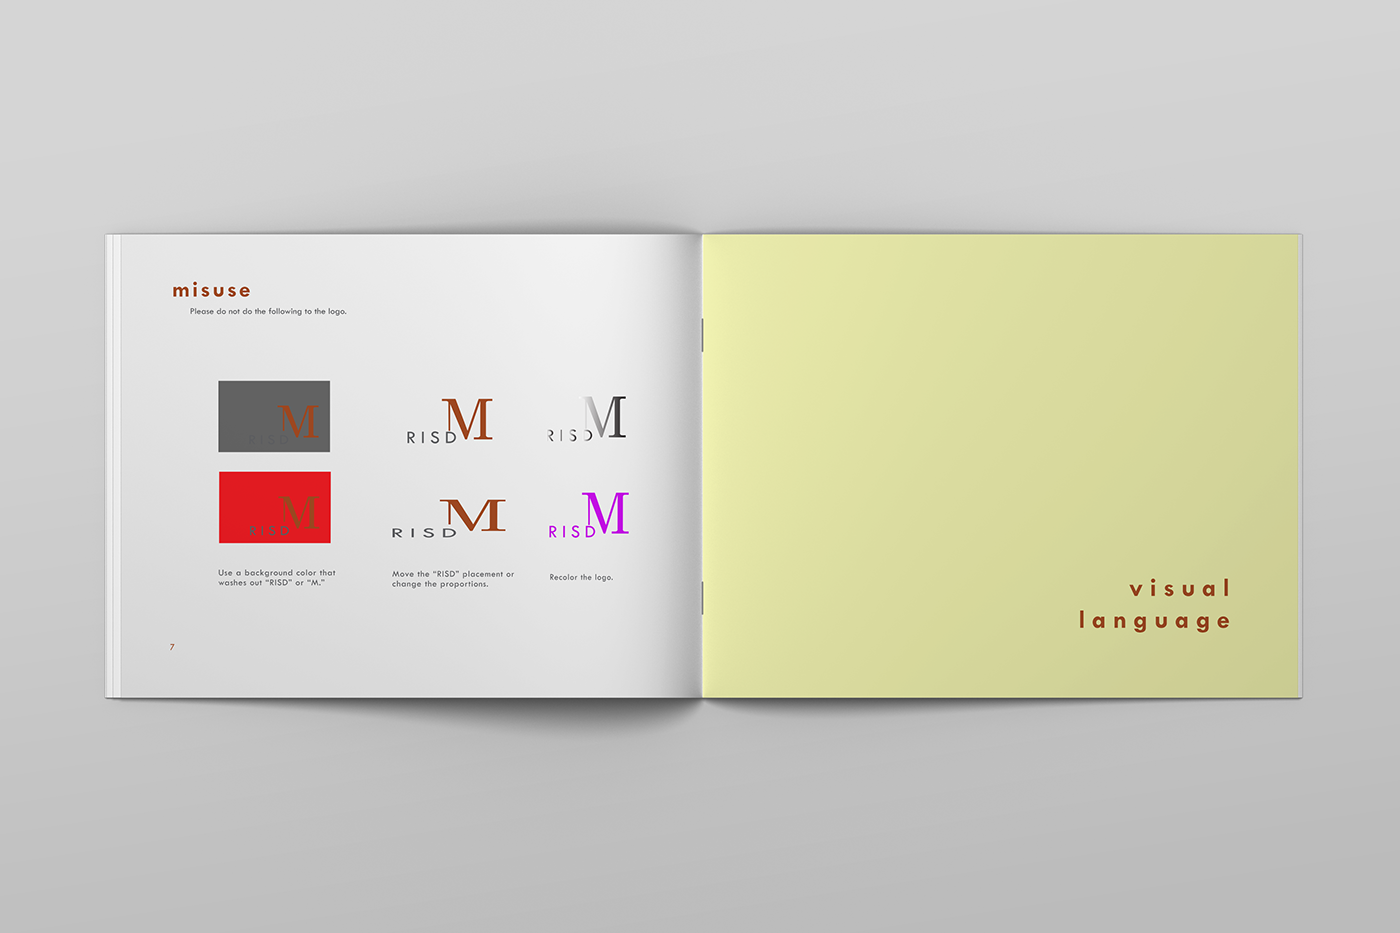 misuse
Please do not do the following to the logo.
M
RISD
M
RISD
M
RISD
M
RISD
M
RISD
M
RISD
Use a background color that
washes out “RISD” or “M.”
Move the “RISD” placement or
change the proportions.
Recolor the logo.
7
visual
language